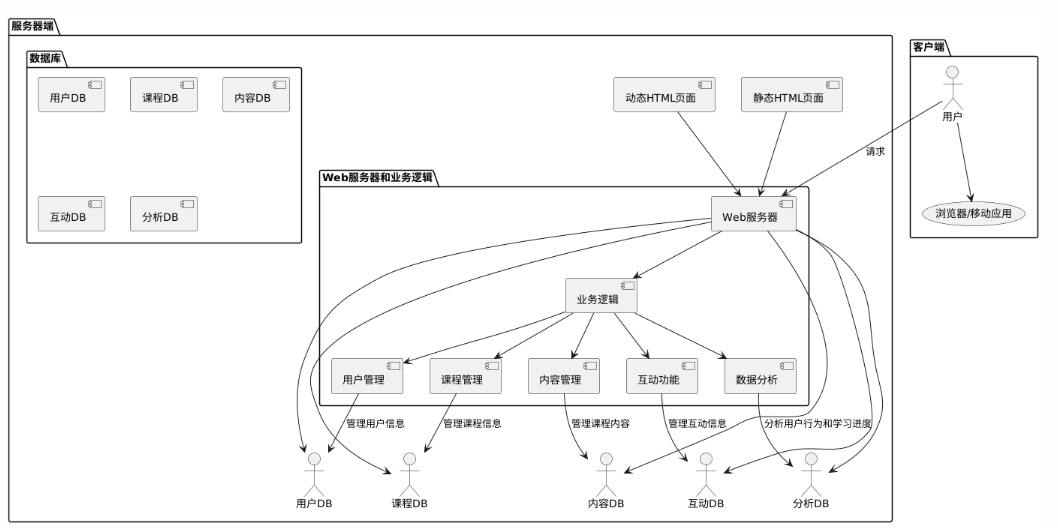 服务器端
数据库
客户端
用户DB
课程DB
内容DB
动态HTML页面
静态HTML页面
用户
请求
Web服务器和业务逻辑
互动DB
分析DB
Web服务器
浏览器/移动应用
业务逻辑
用户管理
课程管理
内容管理
互动功能
数据分析
管理用户信息
管理课程信息
管理课程内容
管理互动信息
分析用户行为和学习进度
用户DB
课程DB
内容DB
互动DB
分析DB